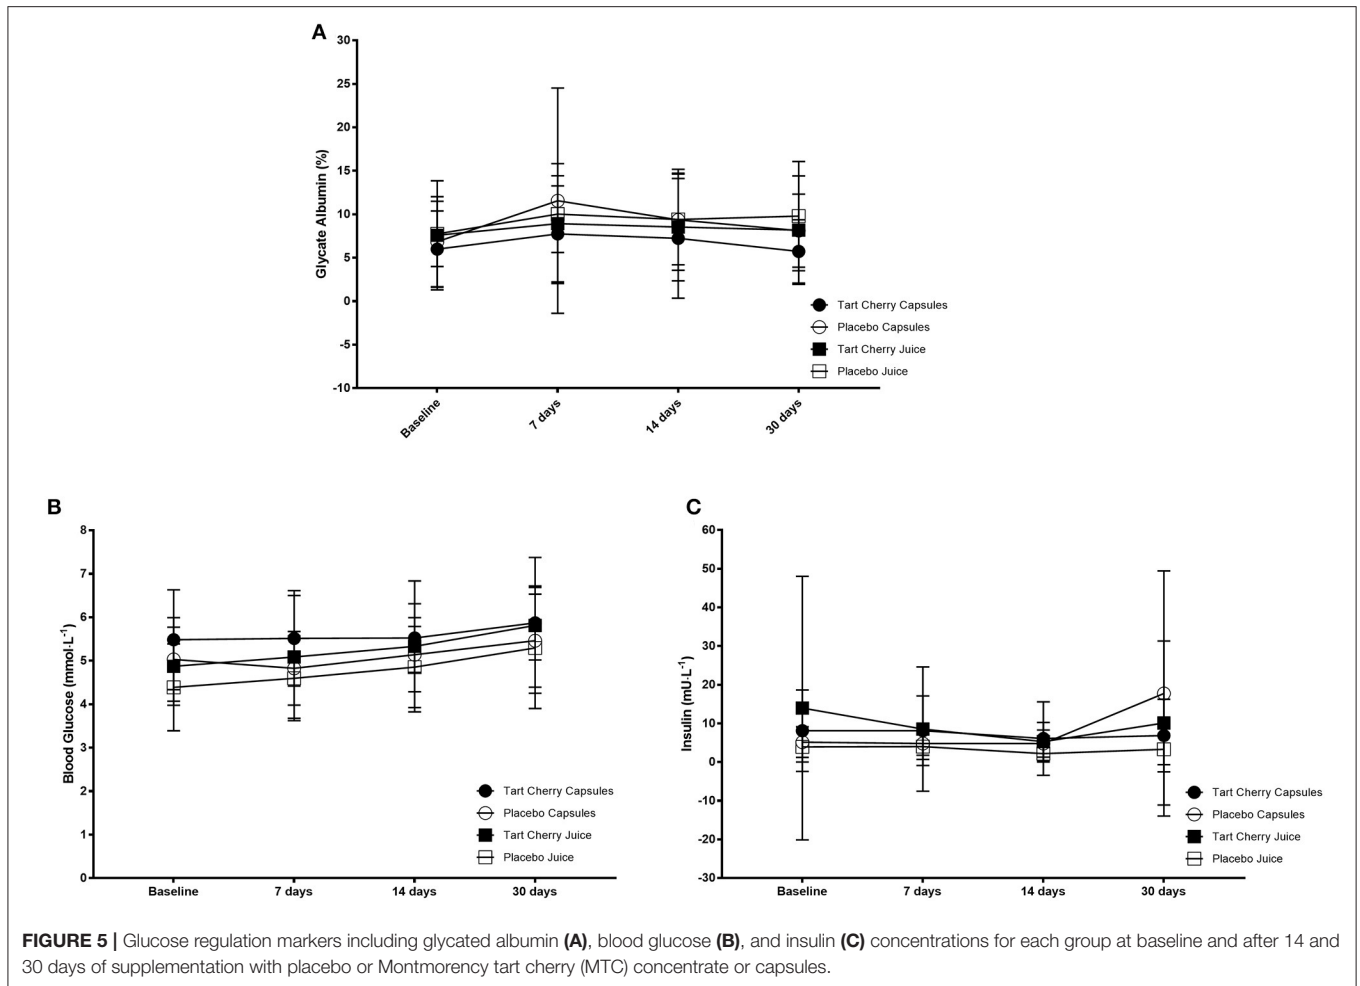 A
30
25
20
15
10
5
0
-5
-10
Glycate Albumin (%)
Baseline
7 days
14 days
30 days
Tart Cherry Capsules
Placebo Capsules
Tart Cherry Juice
Placebo Juice
B
8
7
6
5
4
3
2
1
0
Blood Glucose (mmol·L⁻¹)
Baseline
7 days
14 days
30 days
Tart Cherry Capsules
Placebo Capsules
Tart Cherry Juice
Placebo Juice
C
60
50
40
30
20
10
0
-10
-20
-30
Insulin (mU·L⁻¹)
Baseline
7 days
14 days
30 days
Tart Cherry Capsules
Placebo Capsules
Tart Cherry Juice
Placebo Juice
FIGURE 5 | Glucose regulation markers including glycated albumin (A), blood glucose (B), and insulin (C) concentrations for each group at baseline and after 14 and
30 days of supplementation with placebo or Montmorency tart cherry (MTC) concentrate or capsules.